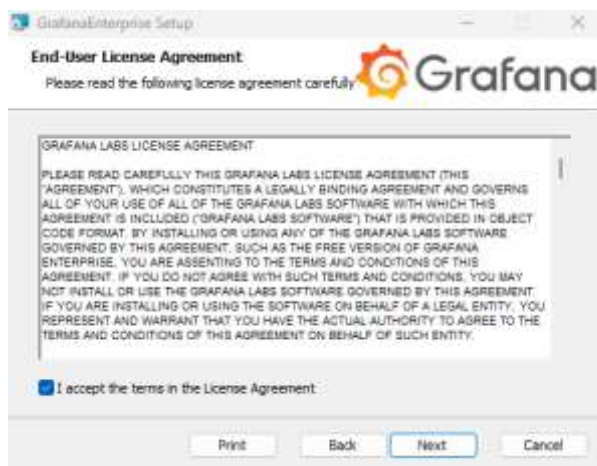 GrafanaEnterprise Setup
End-User License Agreement
Please read the following license agreement carefully
Grafana
GRAFANA LABS LICENSE AGREEMENT
PLEASE READ CAREFULLY THIS GRAFANA LABS LICENSE AGREEMENT (THIS
"AGREEMENT"), WHICH CONSTITUTES A LEGALLY BINDING AGREEMENT AND GOVERNS
ALL OF YOUR USE OF ALL OF THE GRAFANA LABS SOFTWARE WITH WHICH THIS
AGREEMENT IS INCLUDED ("GRAFANA LABS SOFTWARE") THAT IS PROVIDED IN OBJECT
CODE FORMAT. BY INSTALLING OR USING ANY OF THE GRAFANA LABS SOFTWARE
GOVERNED BY THIS AGREEMENT, SUCH AS THE FREE VERSION OF GRAFANA
ENTERPRISE, YOU ARE ASSENTING TO THE TERMS AND CONDITIONS OF THIS
AGREEMENT. IF YOU DO NOT AGREE WITH SUCH TERMS AND CONDITIONS, YOU MAY
NOT INSTALL OR USE THE GRAFANA LABS SOFTWARE GOVERNED BY THIS AGREEMENT.
IF YOU ARE INSTALLING OR USING THE SOFTWARE ON BEHALF OF A LEGAL ENTITY, YOU
REPRESENT AND WARRANT THAT YOU HAVE THE ACTUAL AUTHORITY TO AGREE TO THE
TERMS AND CONDITIONS OF THIS AGREEMENT ON BEHALF OF SUCH ENTITY.
I accept the terms in the License Agreement
Print Back Next Cancel